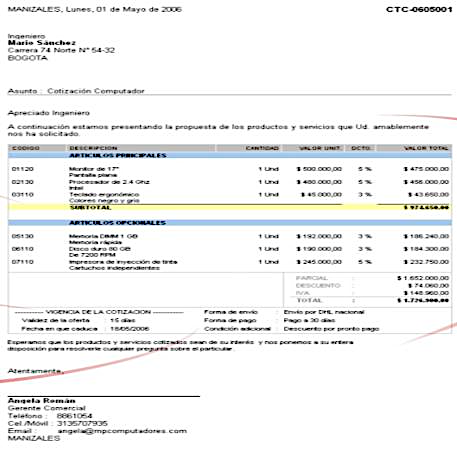 MANIZALES, Lunes, 01 de Mayo de 2006 CTC-0605001
Ingeniero
Mario Sánchez
Carrera 74 Norte N° 54-32
BOGOTA
Asunto : Cotización Computador
Apreciado Ingeniero
A continuación estamos presentando la propuesta de los productos y servicios que Ud. amablemente
nos ha solicitado.
CODIGO DESCRIPCION CANTIDAD VALOR UNIT. DCTO. VALOR TOTAL
ARTICULOS PRINCIPALES
01120 Monitor de 17" 1 Und $ 500.000,00 5 % $ 475.000,00
Pantalla plana
02130 Procesador de 2.4 Ghz 1 Und $ 480.000,00 5 % $ 456.000,00
Intel
03110 Teclado ergonómico 1 Und $ 45.000,00 3 % $ 43.650,00
Colores negro y gris
SUBTOTAL $ 974.650,00
ARTICULOS OPCIONALES
05130 Memoria DIMM 1 GB 1 Und $ 192.000,00 3 % $ 186.240,00
Memoria rápida
06110 Disco duro 80 GB 1 Und $ 190.000,00 3 % $ 184.300,00
De 7200 RPM
07110 Impresora de inyección de tinta 1 Und $ 245.000,00 5 % $ 232.750,00
Cartuchos independientes
PARCIAL : $ 1.652.000,00
DESCUENTO : $ 74.060,00
IVA : $ 148.960,00
TOTAL : $ 1.726.900,00
---------- VIGENCIA DE LA COTIZACION ---------- Forma de envío : Envío por DHL nacional
Validez de la oferta : 15 días Forma de pago : Pago a 30 días
Fecha en que caduca : 16/05/2006 Condición adicional : Descuento por pronto pago
Esperamos que los productos y servicios cotizados sean de su interés y nos ponemos a su entera
disposición para resolverle cualquier pregunta sobre el particular.
Atentamente,
Angela Román
Gerente Comercial
Teléfono : 8861054
Cel./Móvil : 3135707935
Email : angela@mpcomputadores.com
MANIZALES